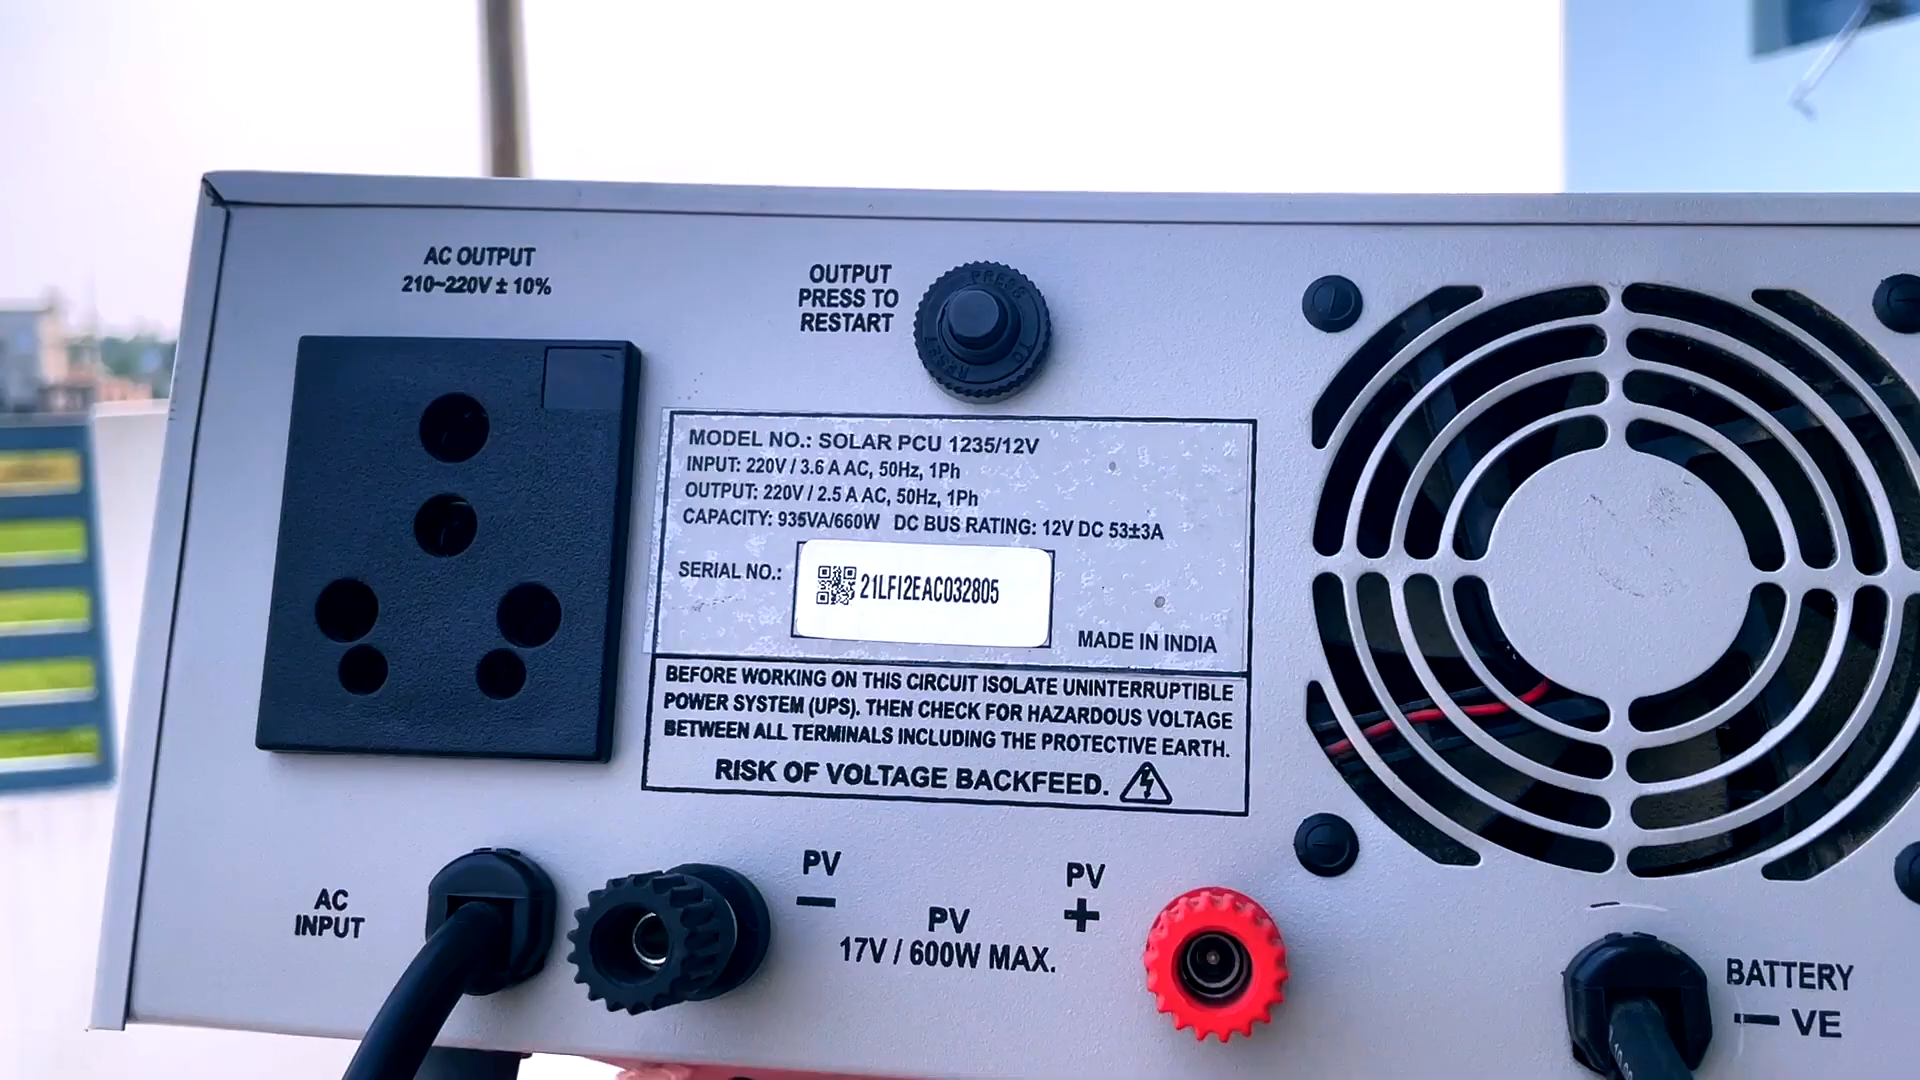 AC OUTPUT
210~220V ± 10%
OUTPUT
PRESS TO
RESTART
PRESS
TO
RESET
MODEL NO.: SOLAR PCU 1235/12V
INPUT: 220V / 3.6 A AC, 50Hz, 1Ph
OUTPUT: 220V / 2.5 A AC, 50Hz, 1Ph
CAPACITY: 935VA/660W DC BUS RATING: 12V DC 53±3A
SERIAL NO.:
21LFI2EAC032805
MADE IN INDIA
BEFORE WORKING ON THIS CIRCUIT ISOLATE UNINTERRUPTIBLE
POWER SYSTEM (UPS). THEN CHECK FOR HAZARDOUS VOLTAGE
BETWEEN ALL TERMINALS INCLUDING THE PROTECTIVE EARTH.
RISK OF VOLTAGE BACKFEED.
AC
INPUT
PV
−
PV
17V / 600W MAX.
PV
+
BATTERY
− VE